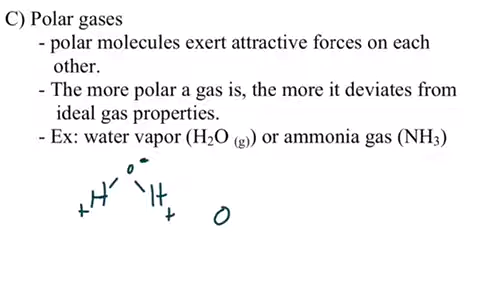 C) Polar gases
- polar molecules exert attractive forces on each
other.
- The more polar a gas is, the more it deviates from
ideal gas properties.
- Ex: water vapor (H₂O (g)) or ammonia gas (NH₃)
O -
H H
+ + O